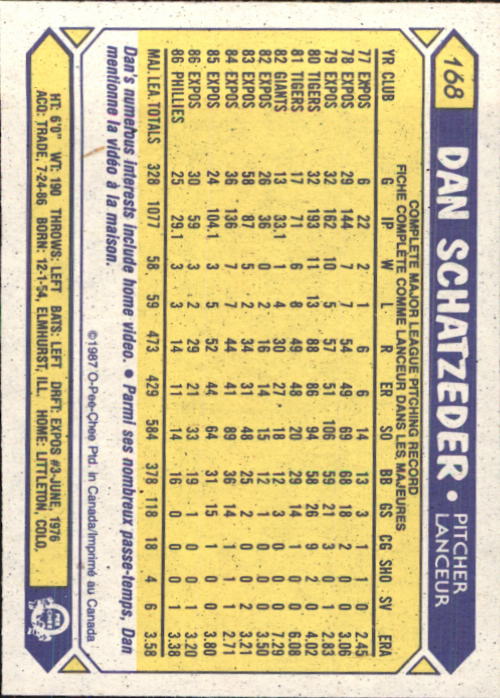 168
DAN SCHATZEDER • PITCHER
LANCEUR
COMPLETE MAJOR LEAGUE PITCHING RECORD
FICHE COMPLÈTE COMME LANCEUR DANS LES MAJEURES
YR CLUB G IP W L R ER SO BB GS CG SHO SV ERA
77 EXPOS 6 22 2 1 6 6 14 13 3 1 1 0 2.45
78 EXPOS 29 144 7 7 54 49 69 68 18 2 0 0 3.06
79 EXPOS 32 162 10 5 57 51 106 59 21 3 0 1 2.83
80 TIGERS 32 193 11 13 88 86 94 58 26 9 2 0 4.02
81 TIGERS 17 71 6 8 49 48 20 29 14 1 0 0 6.08
82 GIANTS 13 33.1 1 4 30 27 18 12 3 0 0 0 7.29
82 EXPOS 26 36 0 2 16 14 15 12 1 0 0 0 3.50
83 EXPOS 58 87 5 2 34 31 48 25 2 0 0 2 3.21
84 EXPOS 36 136 7 7 44 41 89 36 14 1 1 1 2.71
85 EXPOS 24 104.1 3 5 52 44 64 31 15 1 0 0 3.80
86 EXPOS 30 59 3 2 29 21 33 19 1 0 0 1 3.20
86 PHILLIES 25 29.1 3 3 14 11 14 16 0 0 0 1 3.38
MAJ. LEA. TOTALS 328 1077 58 59 473 429 584 378 118 18 4 6 3.58
Dan's numerous interests include home video. • Parmi ses nombreux passe-temps, Dan
mentionne la vidéo à la maison.
©1987 O-Pee-Chee Ptd. in Canada/Imprimé au Canada
HT: 6'0" WT: 190 THROWS: LEFT BATS: LEFT DRFT: EXPOS #3-JUNE, 1976
ACQ: TRADE, 7-24-86 BORN: 12-1-54, ELMHURST, ILL. HOME: LITTLETON, COLO.
O-PEE-CHEE